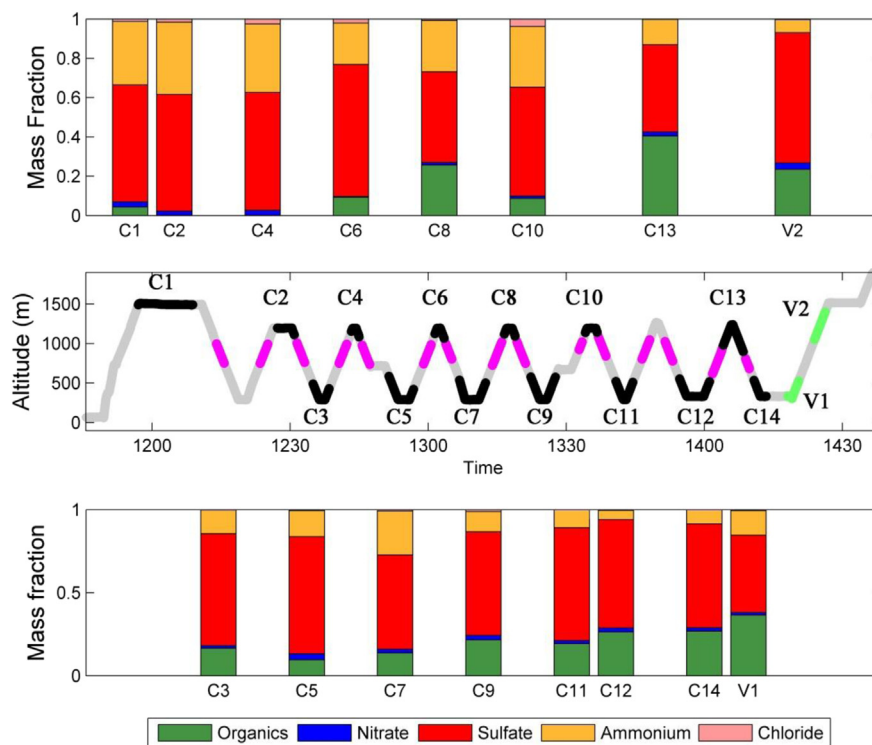 1
0.8
0.6
0.4
0.2
0
Mass Fraction
C1 C2 C4 C6 C8 C10 C13 V2
1500
1000
500
0
Altitude (m)
C1 C2 C4 C6 C8 C10 C13 V2
C3 C5 C7 C9 C11 C12 C14 V1
1200 1230 1300 1330 1400 1430
Time
1
0.5
0
Mass fraction
C3 C5 C7 C9 C11 C12 C14 V1
Organics Nitrate Sulfate Ammonium Chloride